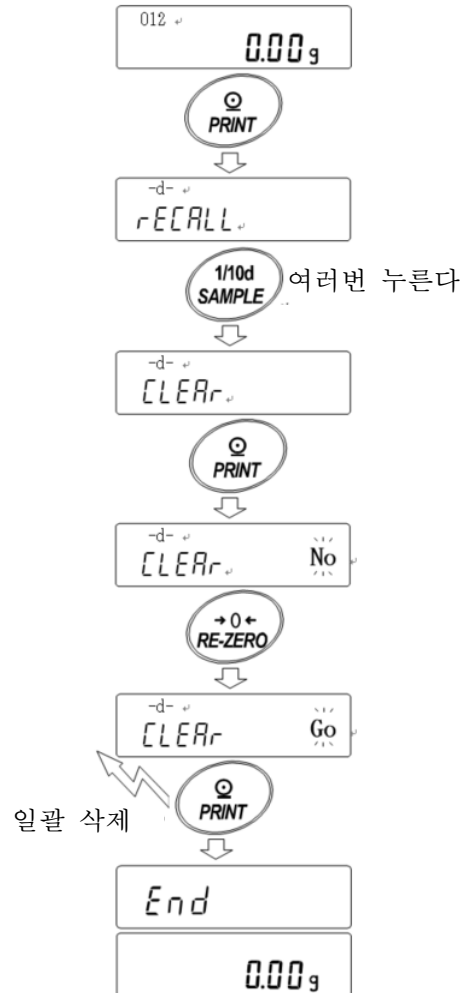 012 ↵
0.00 g
PRINT
-d- ↵
rECALL↵
1/10d
SAMPLE
여러번 누른다
-d- ↵
CLEAr↵
PRINT
-d- ↵
CLEAr↵ No ↵
→0←
RE-ZERO
-d- ↵
CLEAr Go ↵
일괄 삭제
PRINT
End
0.00 g